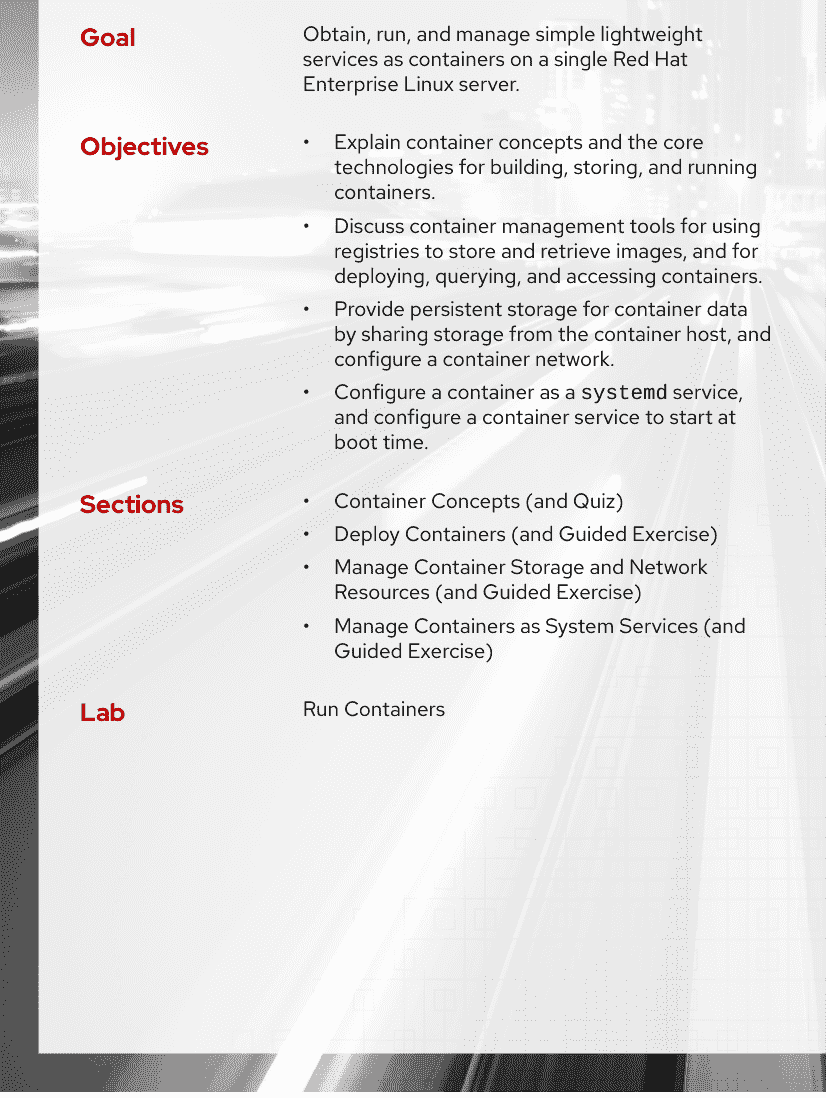 Goal
Obtain, run, and manage simple lightweight
services as containers on a single Red Hat
Enterprise Linux server.
Objectives
• Explain container concepts and the core
technologies for building, storing, and running
containers.
• Discuss container management tools for using
registries to store and retrieve images, and for
deploying, querying, and accessing containers.
• Provide persistent storage for container data
by sharing storage from the container host, and
configure a container network.
• Configure a container as a systemd service,
and configure a container service to start at
boot time.
Sections
• Container Concepts (and Quiz)
• Deploy Containers (and Guided Exercise)
• Manage Container Storage and Network
Resources (and Guided Exercise)
• Manage Containers as System Services (and
Guided Exercise)
Lab
Run Containers